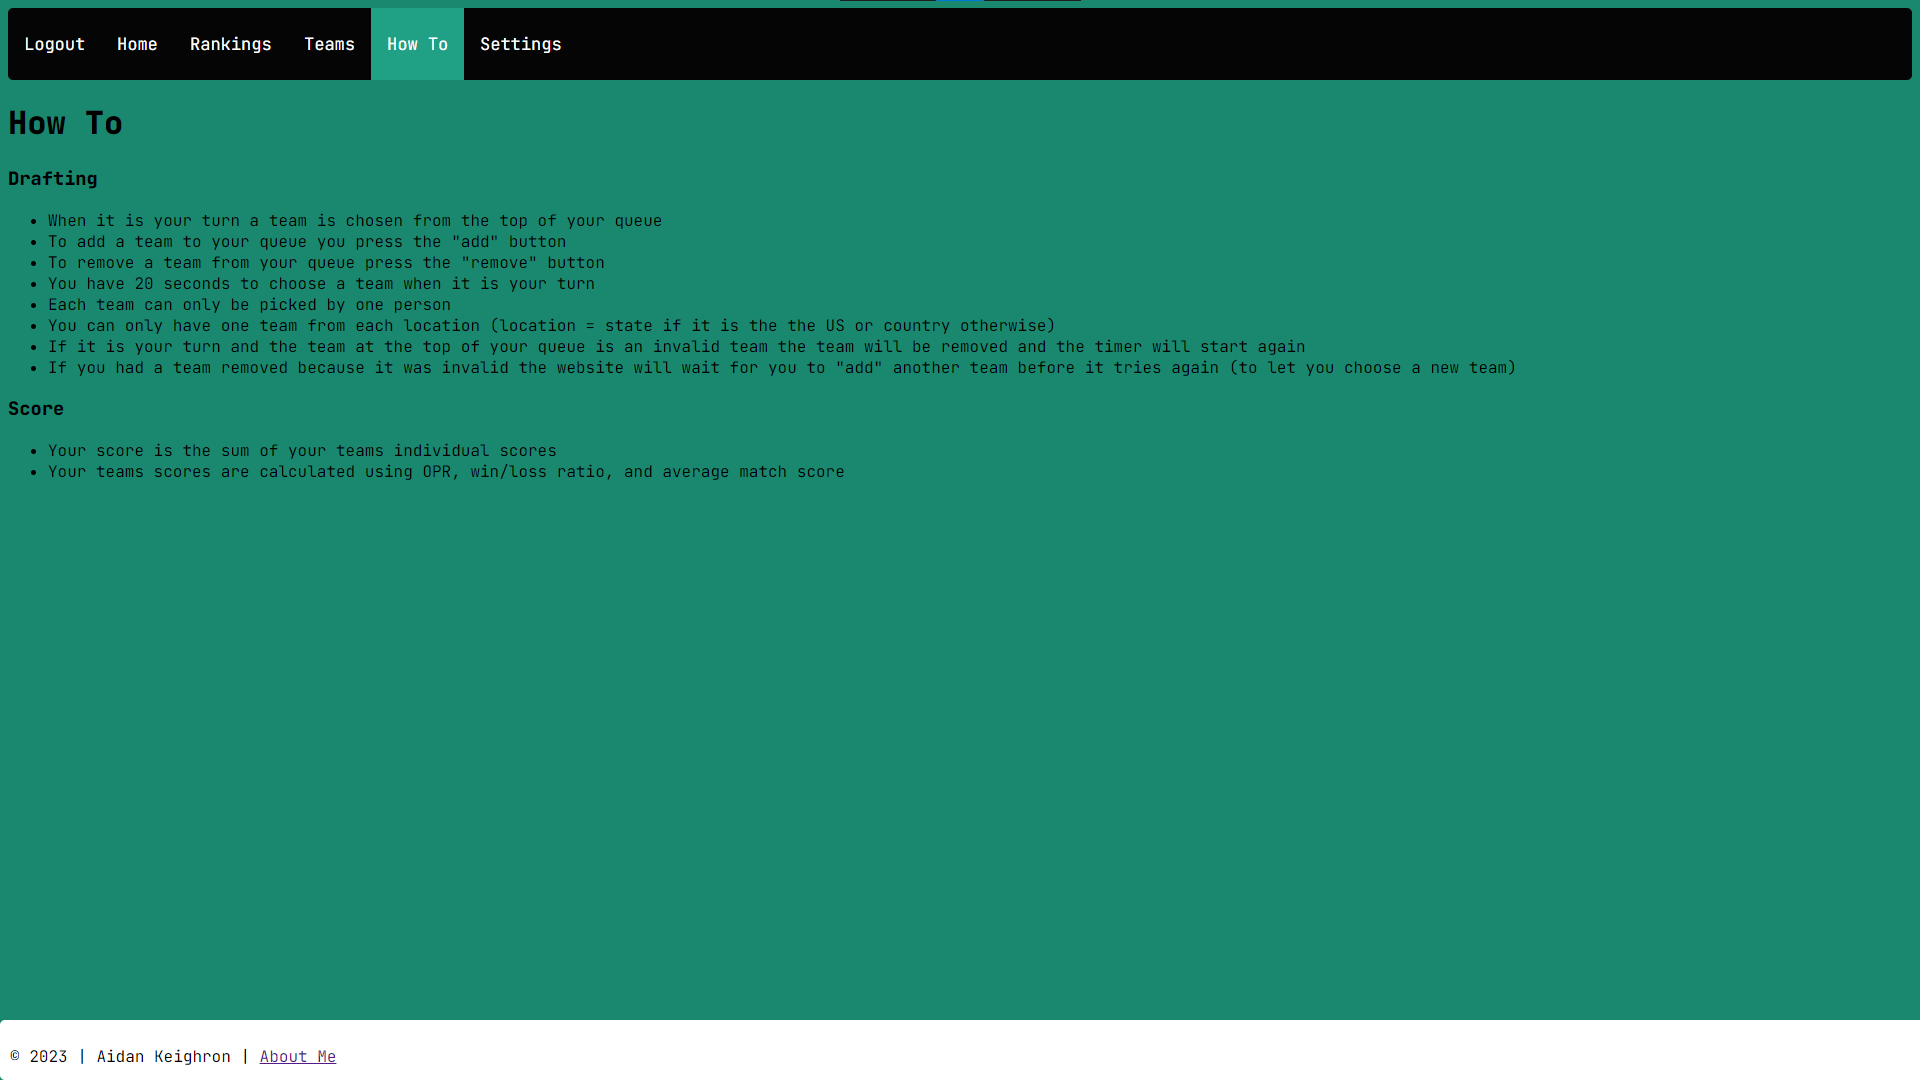 Logout Home Rankings Teams How To Settings
How To
Drafting
• When it is your turn a team is chosen from the top of your queue
• To add a team to your queue you press the "add" button
• To remove a team from your queue press the "remove" button
• You have 20 seconds to choose a team when it is your turn
• Each team can only be picked by one person
• You can only have one team from each location (location = state if it is the the US or country otherwise)
• If it is your turn and the team at the top of your queue is an invalid team the team will be removed and the timer will start again
• If you had a team removed because it was invalid the website will wait for you to "add" another team before it tries again (to let you choose a new team)
Score
• Your score is the sum of your teams individual scores
• Your teams scores are calculated using OPR, win/loss ratio, and average match score
© 2023 | Aidan Keighron | About Me